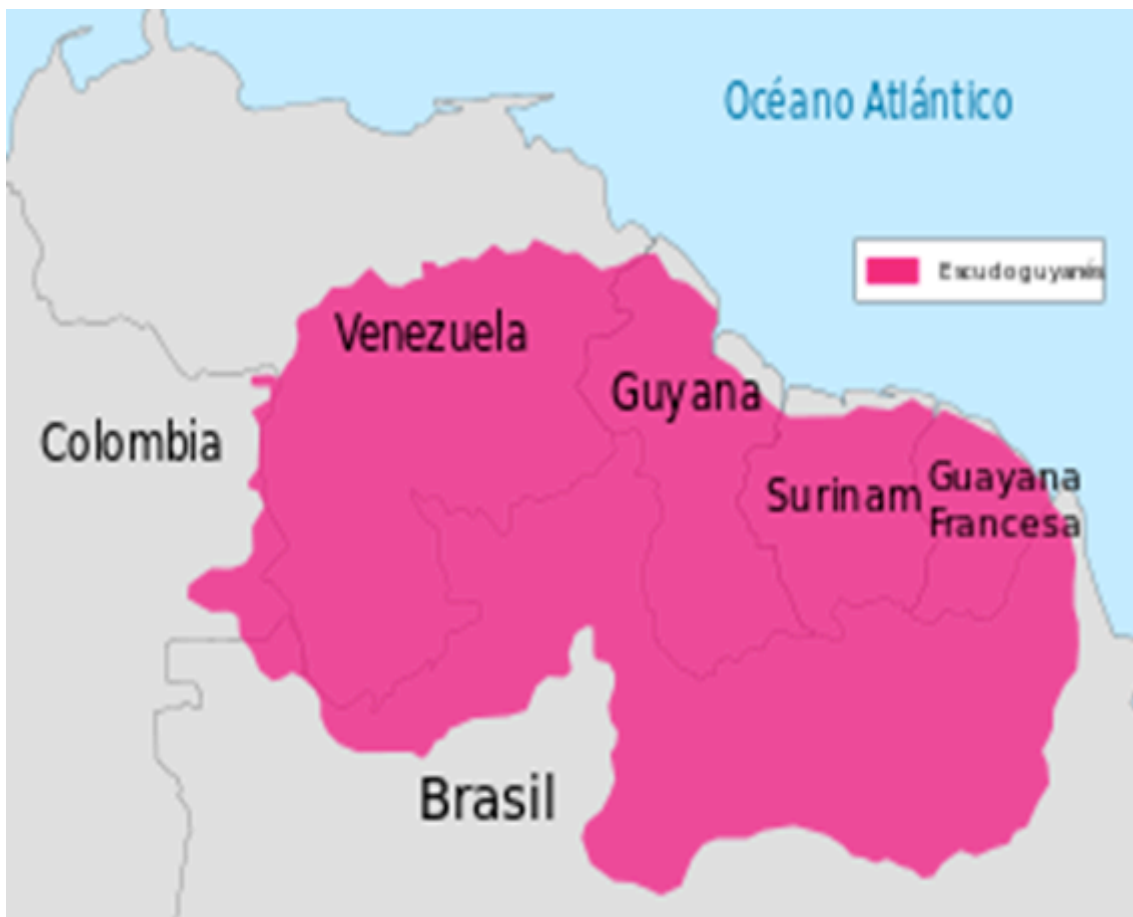 Océano Atlántico
Escudo guyanés
Venezuela
Guyana
Colombia
Surinam
Guayana
Francesa
Brasil